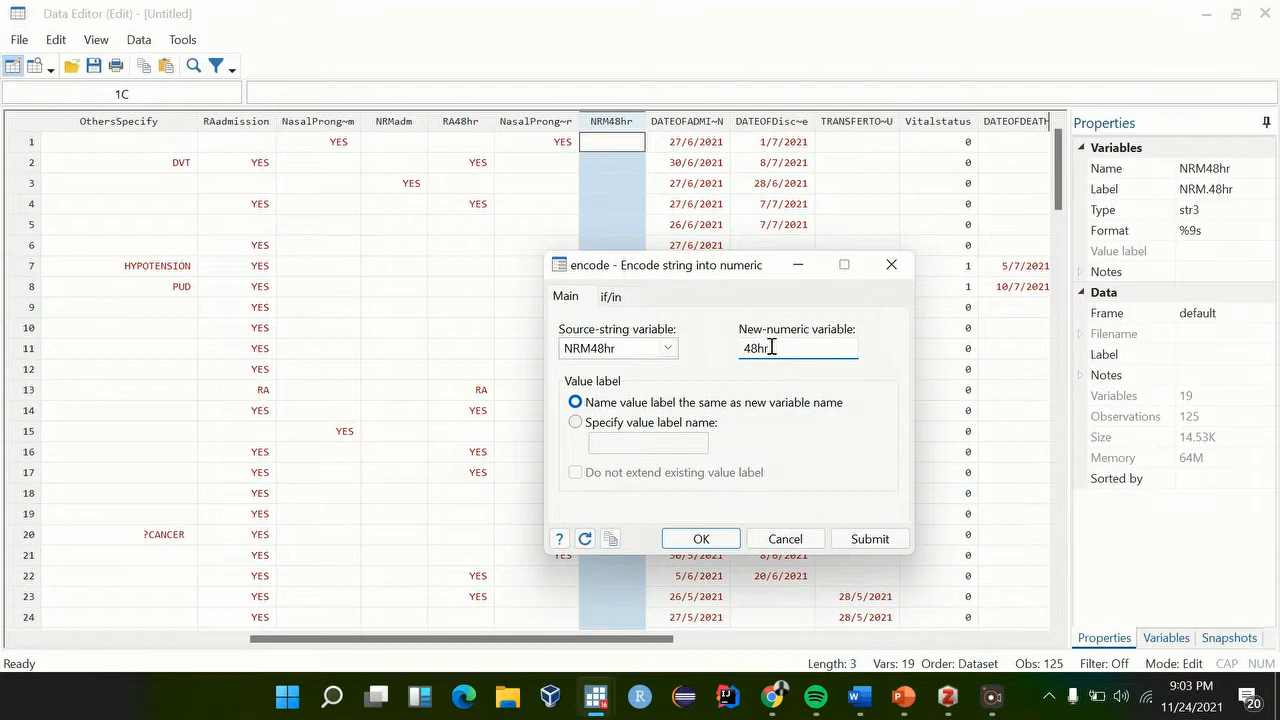 Data Editor (Edit) - [Untitled]
File Edit View Data Tools
1C
OthersSpecify RAadmission NasalProng~m NRMadm RA48hr NasalProng~r NRM48hr DATEOFADMI~N DATEOFDisc~e TRANSFERTO~U Vitalstatus DATEOFDEATH
1 YES YES 27/6/2021 1/7/2021 0
2 DVT YES YES 30/6/2021 8/7/2021 0
3 YES 27/6/2021 28/6/2021 0
4 YES YES 27/6/2021 7/7/2021 0
5 26/6/2021 7/7/2021 0
6 YES 27/6/2021 0
7 HYPOTENSION YES 1 5/7/2021
8 PUD YES 1 10/7/2021
9 YES 0
10 YES 0
11 YES 0
12 YES 0
13 RA RA 0
14 YES YES 0
15 YES 0
16 YES YES 0
17 YES YES 0
18 YES 0
19 YES 0
20 ?CANCER YES 0
21 YES YES 30/5/2021 8/6/2021 0
22 YES YES 5/6/2021 20/6/2021 0
23 YES YES 26/5/2021 28/5/2021 0
24 YES 27/5/2021 28/5/2021 0
encode - Encode string into numeric
Main if/in
Source-string variable: New-numeric variable:
NRM48hr 48hr
Value label
Name value label the same as new variable name
Specify value label name:
Do not extend existing value label
? OK Cancel Submit
Properties
Variables
Name NRM48hr
Label NRM.48hr
Type str3
Format %9s
Value label
Notes
Data
Frame default
Filename
Label
Notes
Variables 19
Observations 125
Size 14.53K
Memory 64M
Sorted by
Properties Variables Snapshots
Ready Length: 3 Vars: 19 Order: Dataset Obs: 125 Filter: Off Mode: Edit CAP NUM
9:03 PM
11/24/2021
20